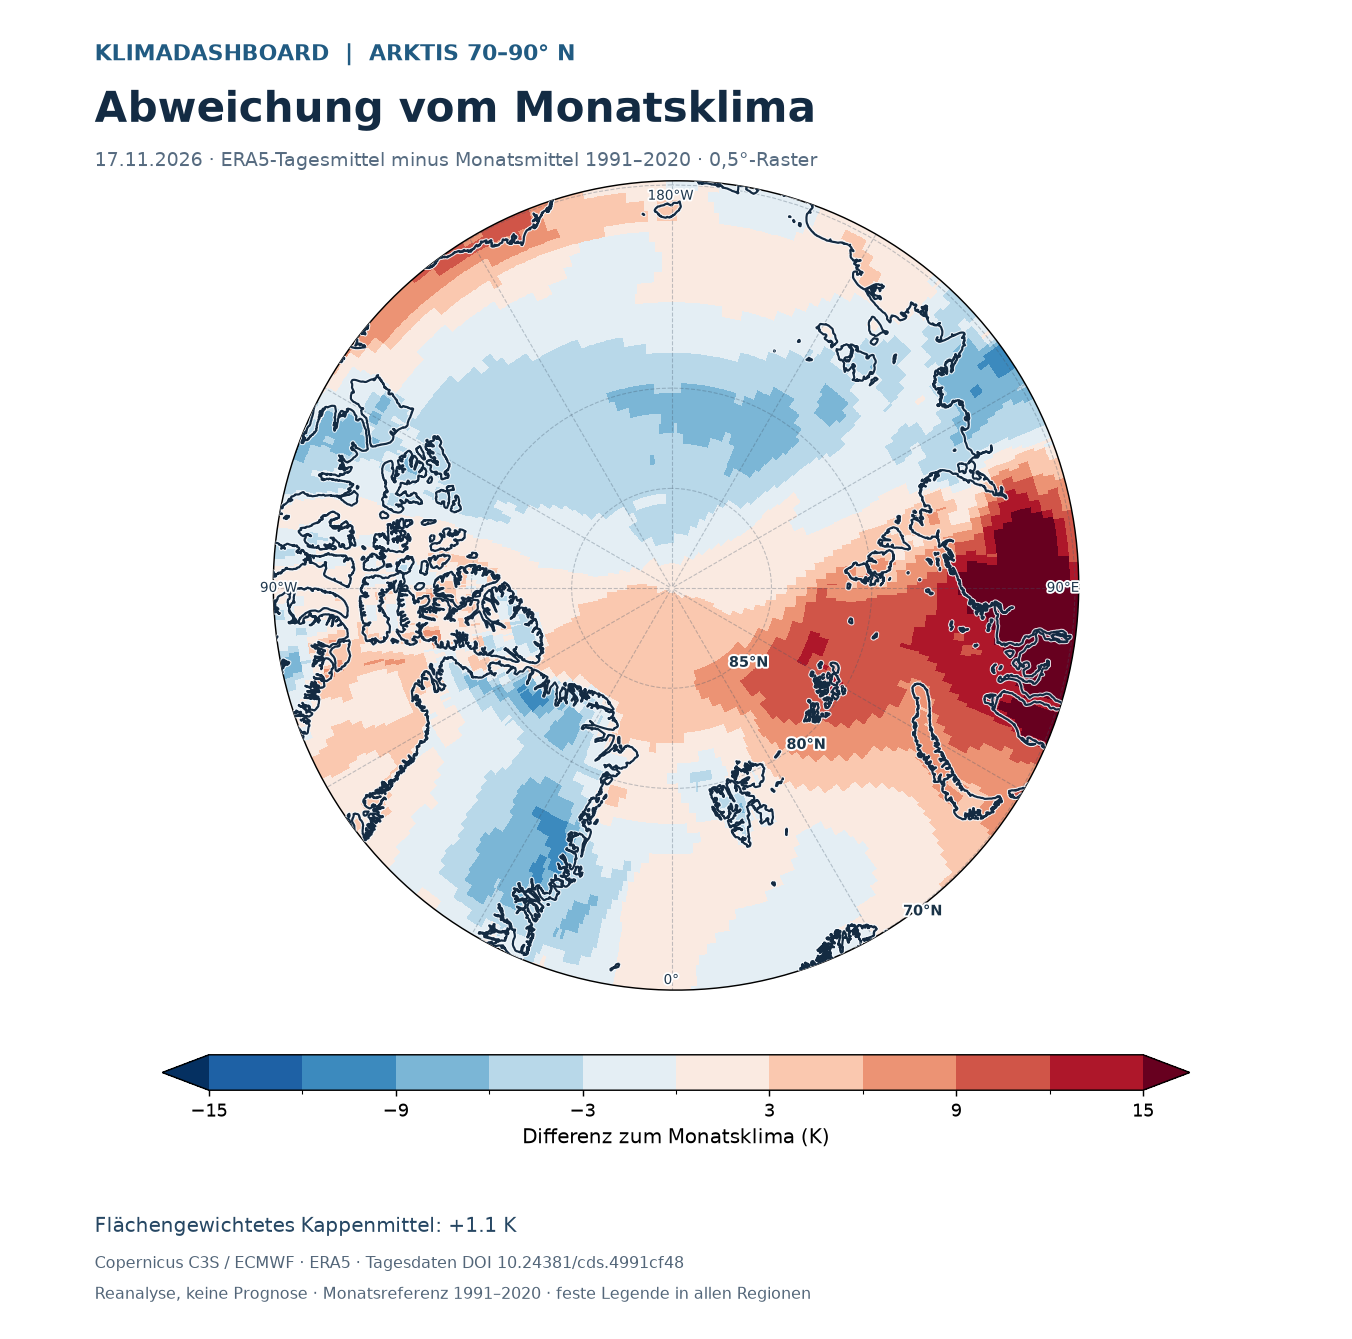 KLIMADASHBOARD | ARKTIS 70–90° N
Abweichung vom Monatsklima
17.11.2026 · ERA5-Tagesmittel minus Monatsmittel 1991–2020 · 0,5°-Raster
180°W
90°W
90°E
85°N
80°N
70°N
0°
−15 −9 −3 3 9 15
Differenz zum Monatsklima (K)
Flächengewichtetes Kappenmittel: +1.1 K
Copernicus C3S / ECMWF · ERA5 · Tagesdaten DOI 10.24381/cds.4991cf48
Reanalyse, keine Prognose · Monatsreferenz 1991–2020 · feste Legende in allen Regionen